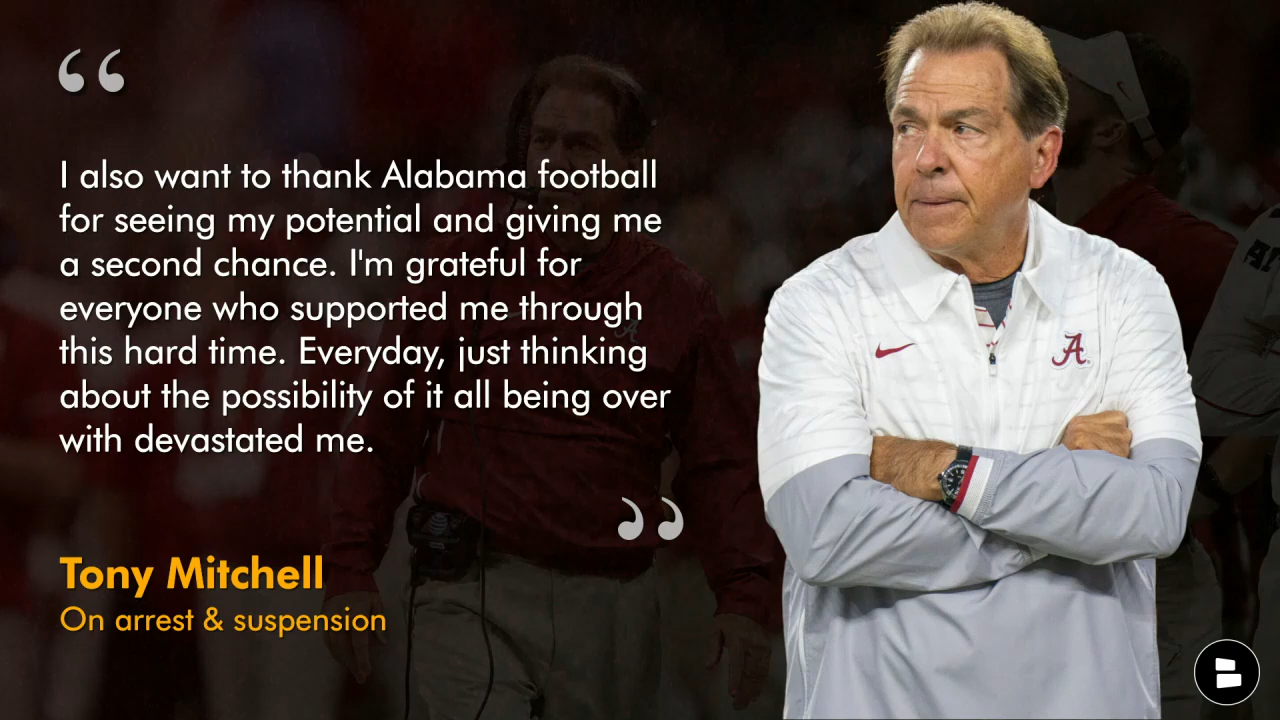 “
I also want to thank Alabama football
for seeing my potential and giving me
a second chance. I'm grateful for
everyone who supported me through
this hard time. Everyday, just thinking
about the possibility of it all being over
with devastated me.
”
Tony Mitchell
On arrest & suspension
A